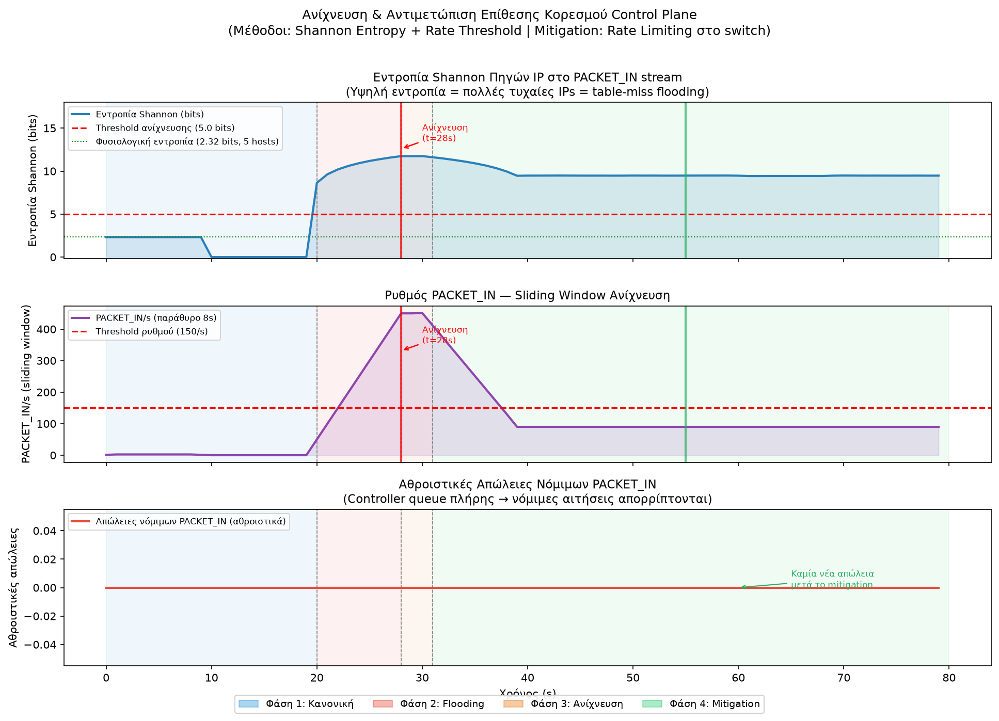 Ανίχνευση & Αντιμετώπιση Επίθεσης Κορεσμού Control Plane
(Μέθοδοι: Shannon Entropy + Rate Threshold | Mitigation: Rate Limiting στο switch)
Εντροπία Shannon Πηγών IP στο PACKET_IN stream
(Υψηλή εντροπία = πολλές τυχαίες IPs = table-miss flooding)
Εντροπία Shannon (bits)
15
10
5
0
Εντροπία Shannon (bits)
Threshold ανίχνευσης (5.0 bits)
Φυσιολογική εντροπία (2.32 bits, 5 hosts)
Ανίχνευση
(t=28s)
Ρυθμός PACKET_IN — Sliding Window Ανίχνευση
PACKET_IN/s (sliding window)
400
300
200
100
0
PACKET_IN/s (παράθυρο 8s)
Threshold ρυθμού (150/s)
Ανίχνευση
(t=28s)
Αθροιστικές Απώλειες Νόμιμων PACKET_IN
(Controller queue πλήρης → νόμιμες αιτήσεις απορρίπτονται)
Αθροιστικές απώλειες
0.04
0.02
0.00
−0.02
−0.04
Απώλειες νόμιμων PACKET_IN (αθροιστικά)
Καμία νέα απώλεια
μετά το mitigation
0 10 20 30 40 50 60 70 80
Χρόνος (s)
Φάση 1: Κανονική Φάση 2: Flooding Φάση 3: Ανίχνευση Φάση 4: Mitigation